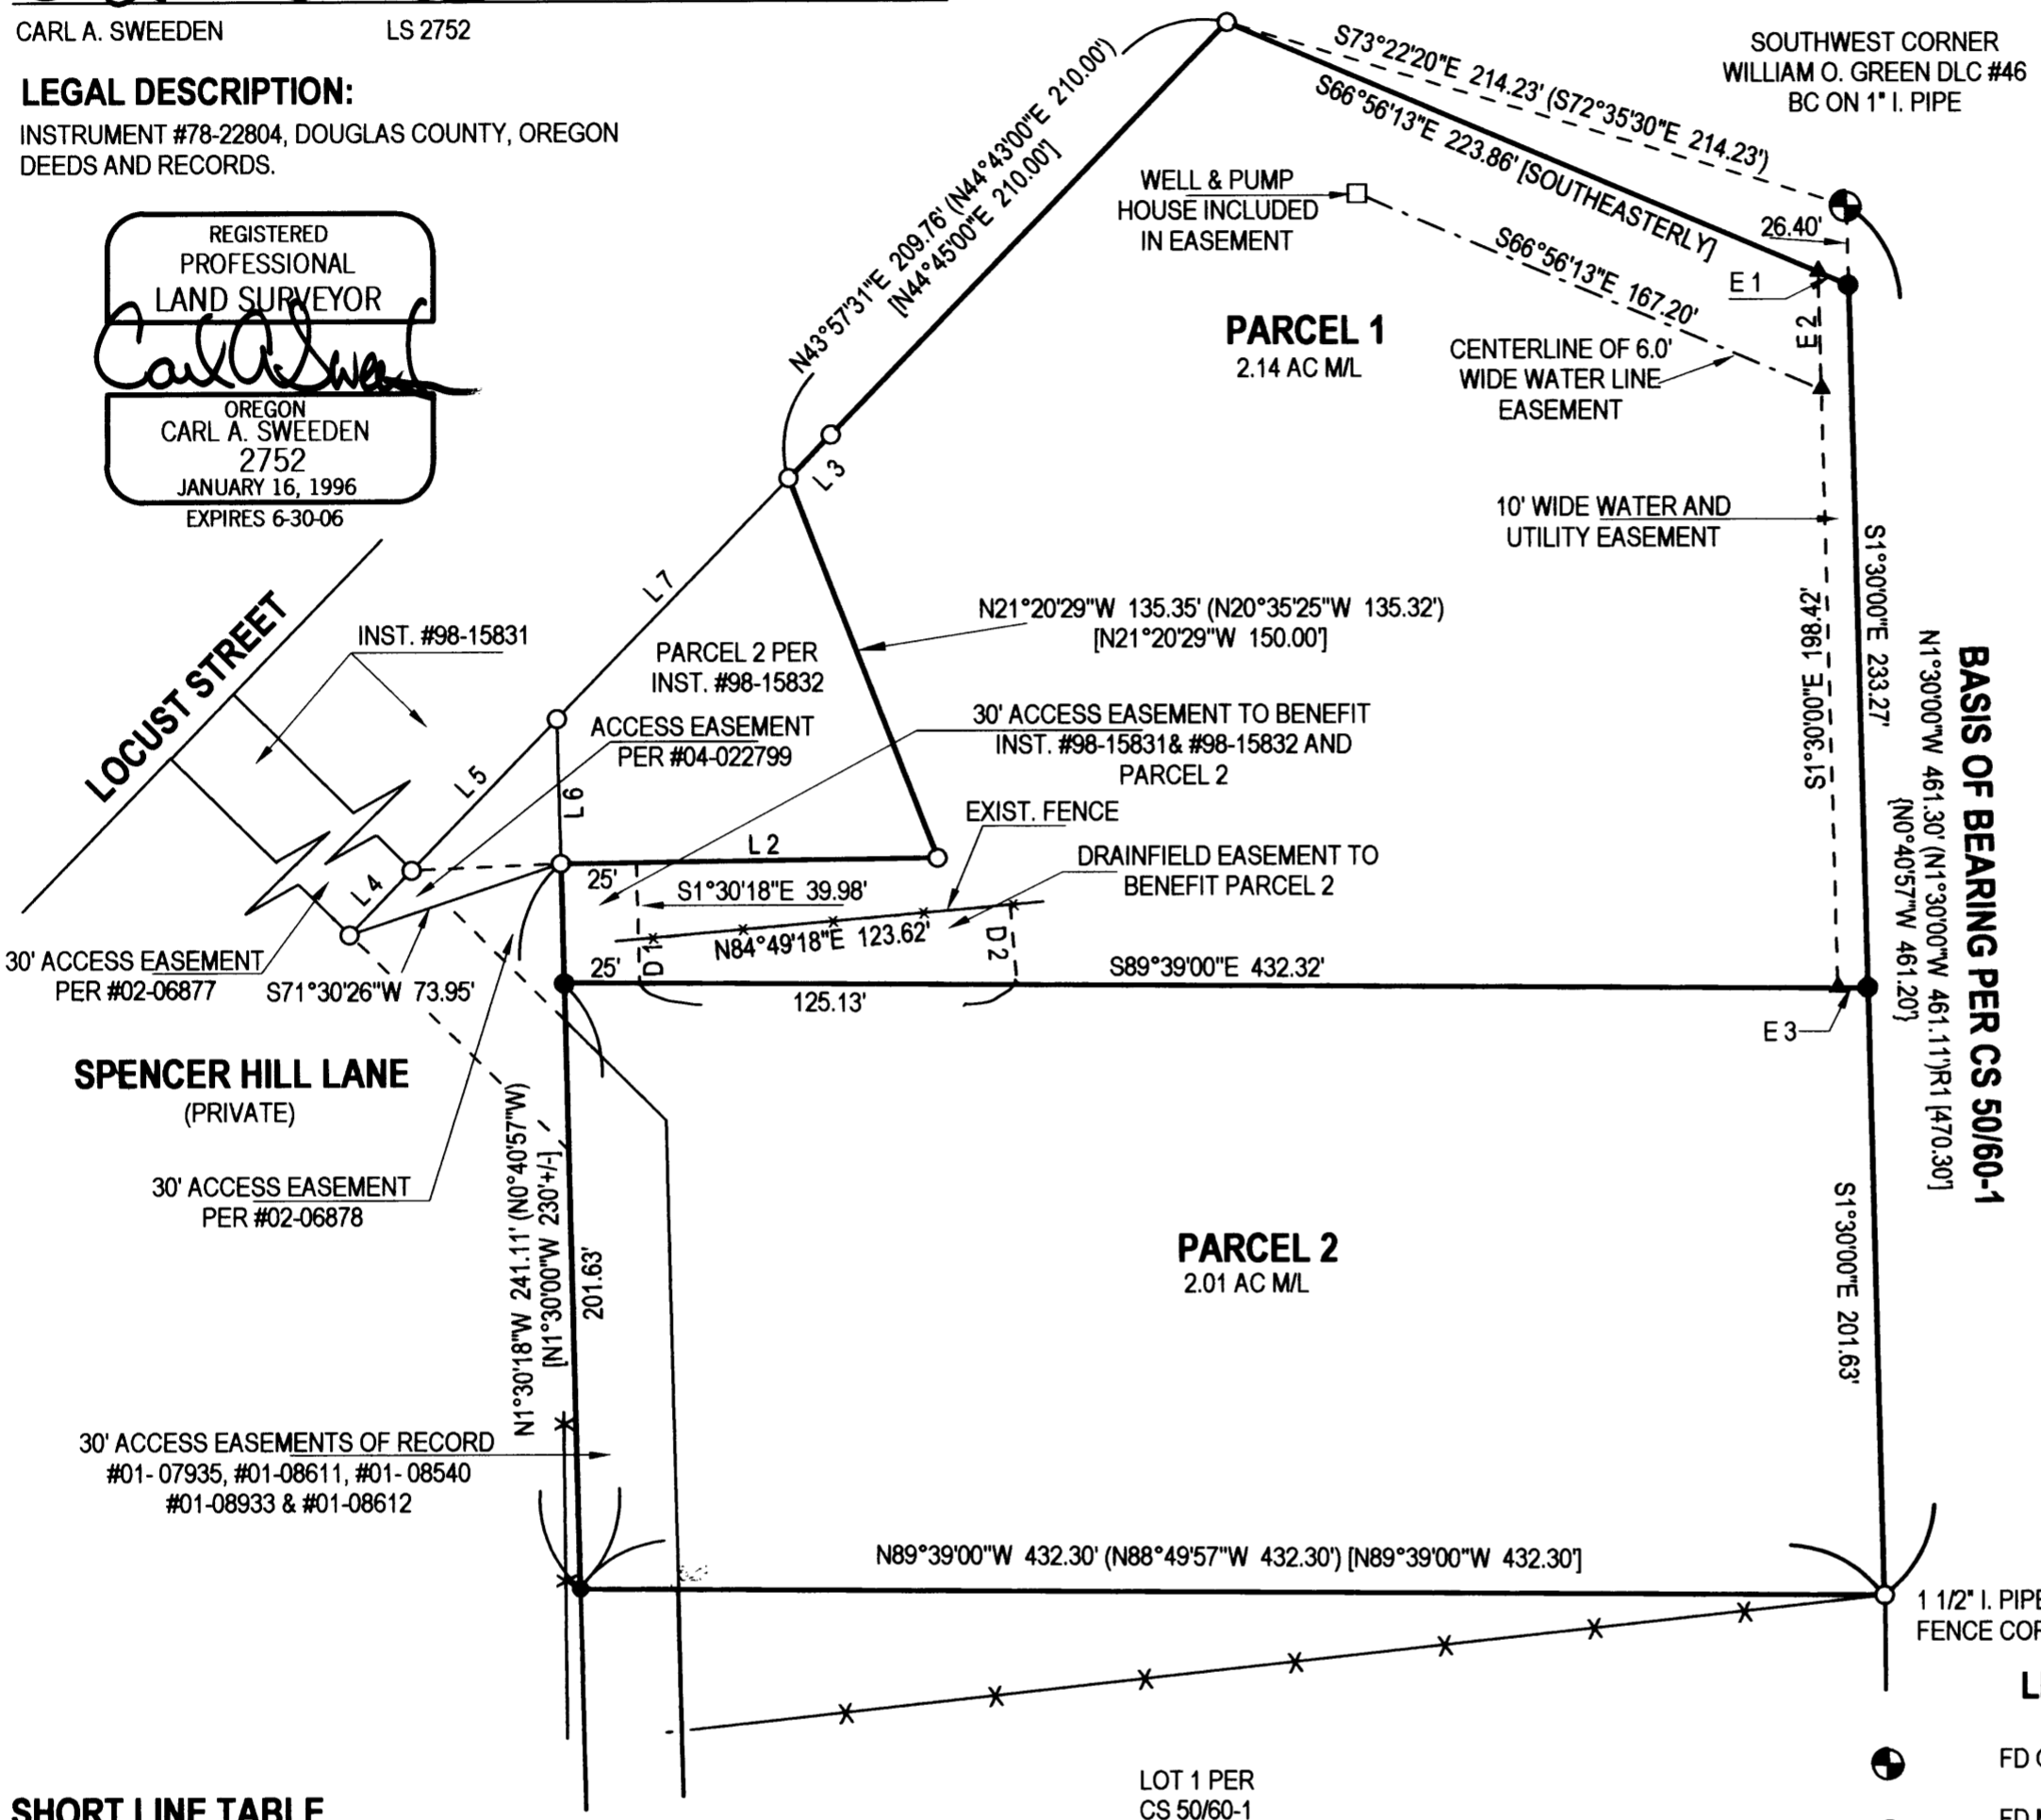 CARL A. SWEEDEN LS 2752
LEGAL DESCRIPTION:
INSTRUMENT #78-22804, DOUGLAS COUNTY, OREGON
DEEDS AND RECORDS.
REGISTERED
PROFESSIONAL
LAND SURVEYOR
OREGON
CARL A. SWEEDEN
2752
JANUARY 16, 1996
EXPIRES 6-30-06
SOUTHWEST CORNER
WILLIAM O. GREEN DLC #46
BC ON 1" I. PIPE
S73°22'20"E 214.23' (S72°35'30"E 214.23')
S66°56'13"E 223.86' [SOUTHEASTERLY]
26.40'
N43°57'31"E 209.76' (N44°43'00"E 210.00')
[N44°45'00"E 210.00']
WELL & PUMP
HOUSE INCLUDED
IN EASEMENT
S66°56'13"E 167.20'
E 1
E 2
PARCEL 1
2.14 AC M/L
CENTERLINE OF 6.0'
WIDE WATER LINE
EASEMENT
L 3
10' WIDE WATER AND
UTILITY EASEMENT
S1°30'00"E 233.27'
S1°30'00"E 198.42'
N21°20'29"W 135.35' (N20°35'25"W 135.32')
[N21°20'29"W 150.00']
L 7
LOCUST STREET
INST. #98-15831
PARCEL 2 PER
INST. #98-15832
ACCESS EASEMENT
PER #04-022799
30' ACCESS EASEMENT TO BENEFIT
INST. #98-15831& #98-15832 AND
PARCEL 2
BASIS OF BEARING PER CS 50/60-1
N1°30'00"W 461.30' (N1°30'00"W 461.11')R1 [470.30']
{N0°40'57"W 461.20'}
L 5
L 6
EXIST. FENCE
L 2
DRAINFIELD EASEMENT TO
BENEFIT PARCEL 2
L 4
25'
S1°30'18"E 39.98'
N84°49'18"E 123.62'
D 1
D 2
25'
S89°39'00"E 432.32'
125.13'
E 3
30' ACCESS EASEMENT
PER #02-06877
S71°30'26"W 73.95'
SPENCER HILL LANE
(PRIVATE)
30' ACCESS EASEMENT
PER #02-06878
N1°30'18"W 241.11' (N0°40'57"W)
[N1°30'00"W 230'+/-]
201.63'
PARCEL 2
2.01 AC M/L
S1°30'00"E 201.63'
30' ACCESS EASEMENTS OF RECORD
#01- 07935, #01-08611, #01- 08540
#01-08933 & #01-08612
N89°39'00"W 432.30' (N88°49'57"W 432.30') [N89°39'00"W 432.30']
1 1/2" I. PIPE
FENCE
LOT 1 PER
CS 50/60-1
FD
SHORT LINE TABLE